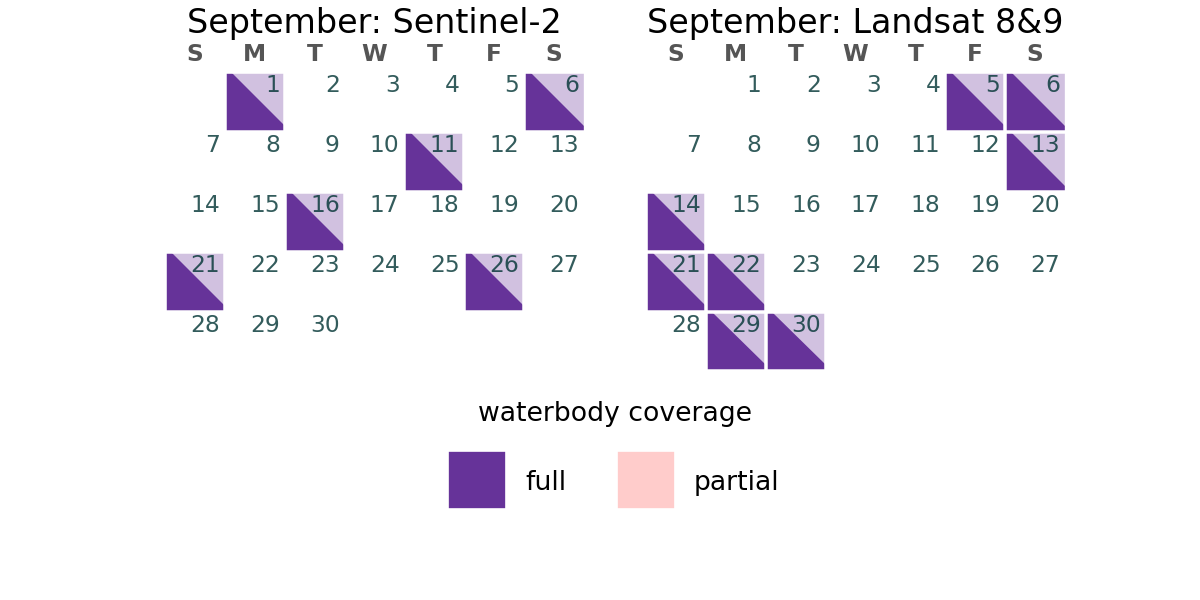 September: Sentinel-2
S M T W T F S
1 2 3 4 5 6
7 8 9 10 11 12 13
14 15 16 17 18 19 20
21 22 23 24 25 26 27
28 29 30
September: Landsat 8&9
S M T W T F S
1 2 3 4 5 6
7 8 9 10 11 12 13
14 15 16 17 18 19 20
21 22 23 24 25 26 27
28 29 30
waterbody coverage
full partial